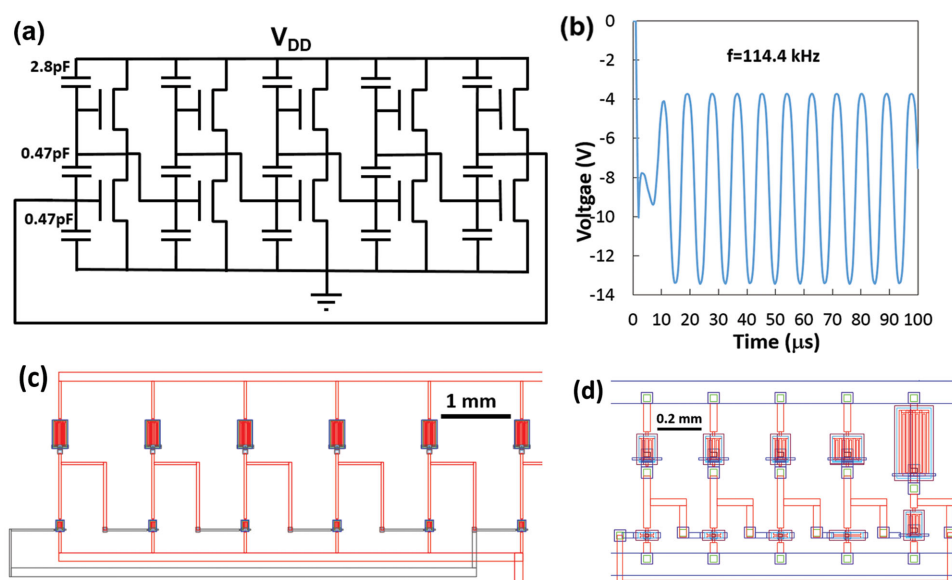 (a)
V_DD
2.8pF
0.47pF
0.47pF
(b)
f=114.4 kHz
0
-2
-4
-6
-8
-10
-12
-14
Voltgae (V)
0 10 20 30 40 50 60 70 80 90 100
Time (μs)
(c)
1 mm
(d)
0.2 mm